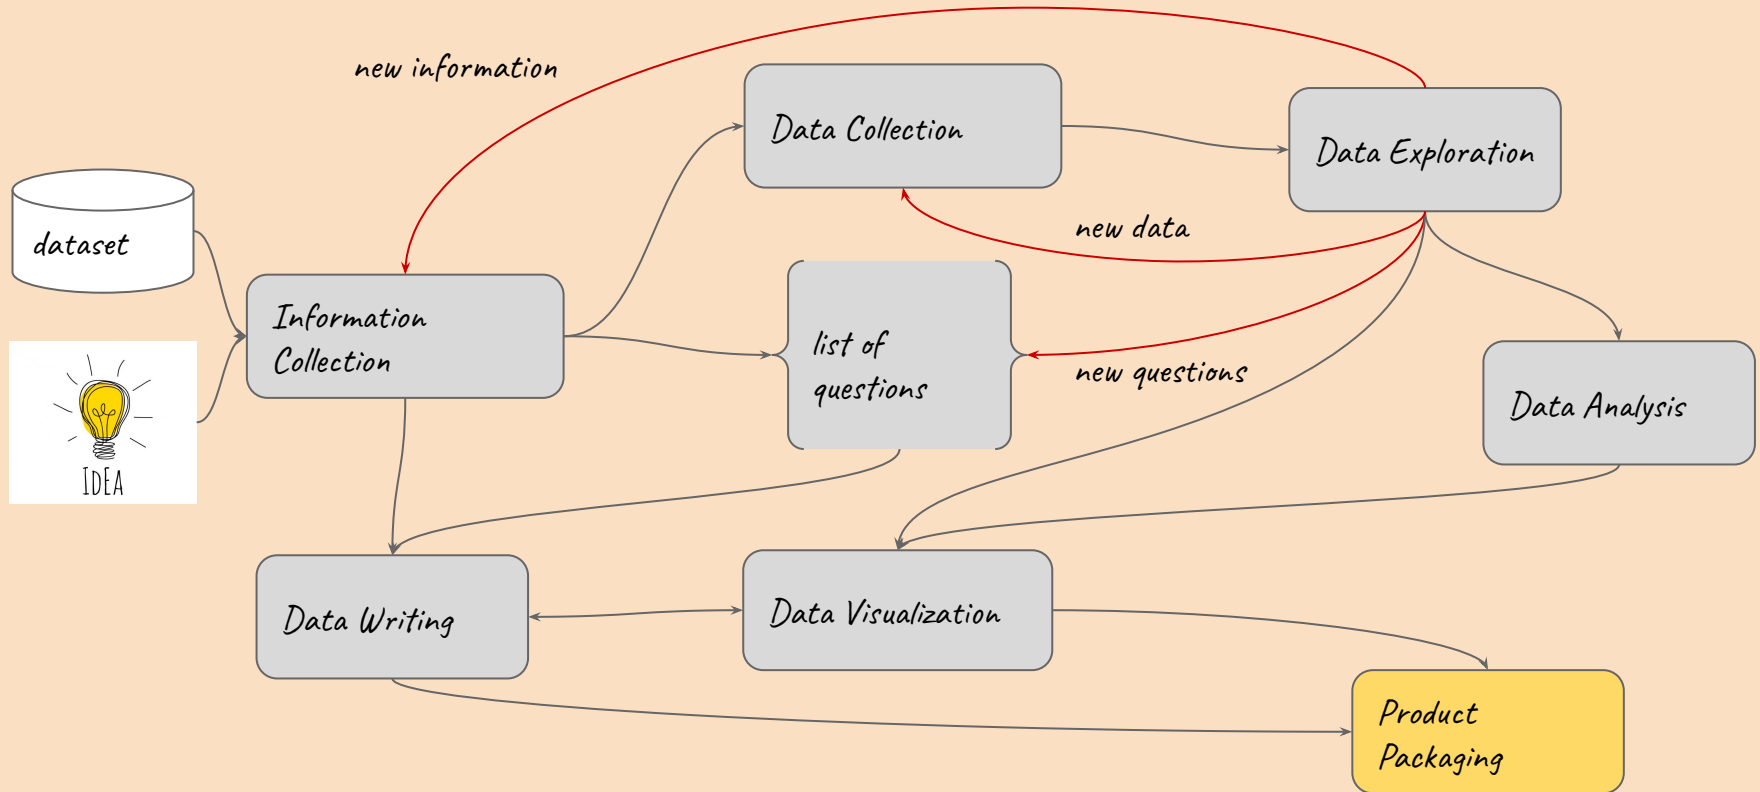 new information
Data Collection
Data Exploration
dataset
new data
Information
Collection
list of
questions
new questions
Data Analysis
IdEA
Data Writing
Data Visualization
Product
Packaging